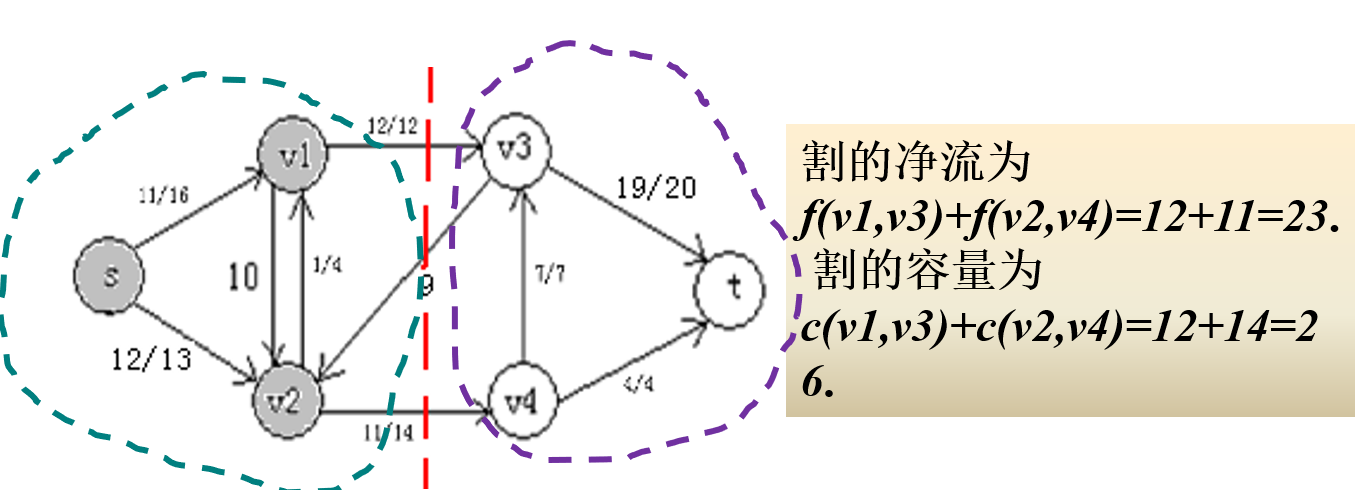 12/12
v1
v3
11/16
19/20
s
10
1/4
9
7/7
t
12/13
4/4
v2
v4
11/14
割的净流为
f(v1,v3)+f(v2,v4)=12+11=23.
割的容量为
c(v1,v3)+c(v2,v4)=12+14=2
6.